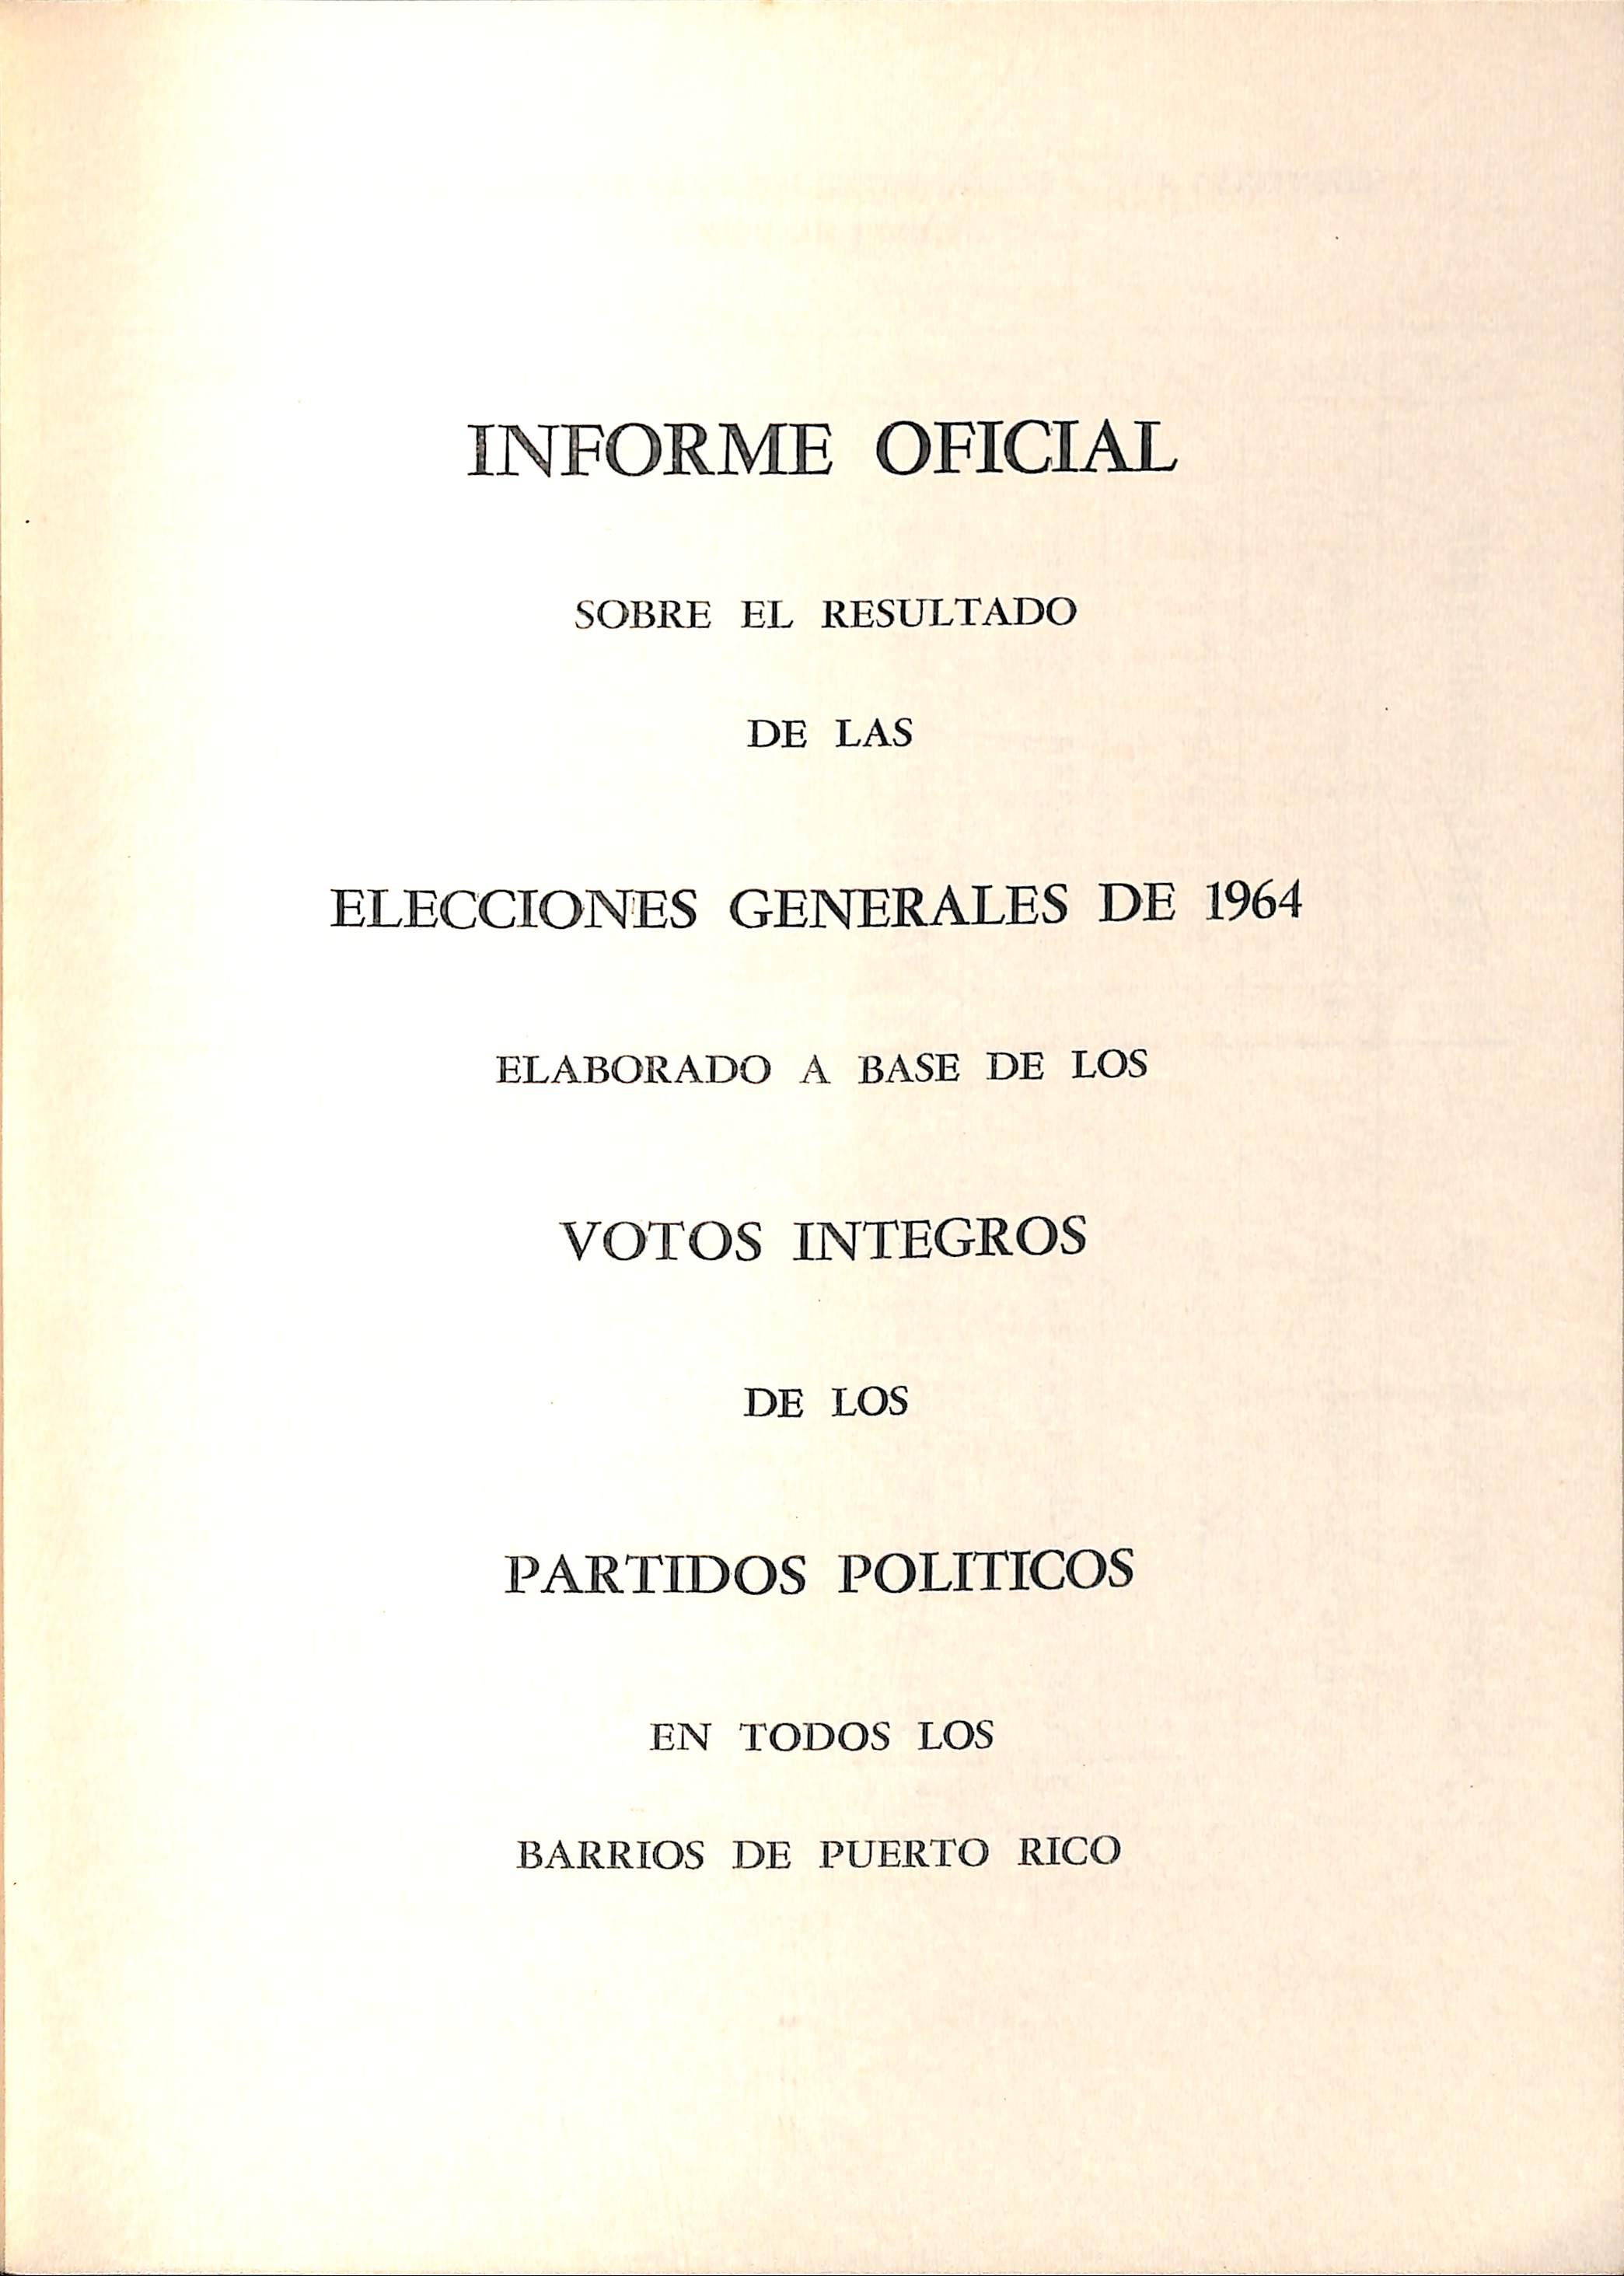 INFORME OFICIAL
SOBRE EL RESULTADO
DE LAS
ELECCIONES GENERALES DE 1964
ELABORADO A BASE DE LOS
VOTOS INTEGROS
DE LOS
PARTIDOS POLITICOS
EN TODOS LOS
BARRIOS DE PUERTO RICO